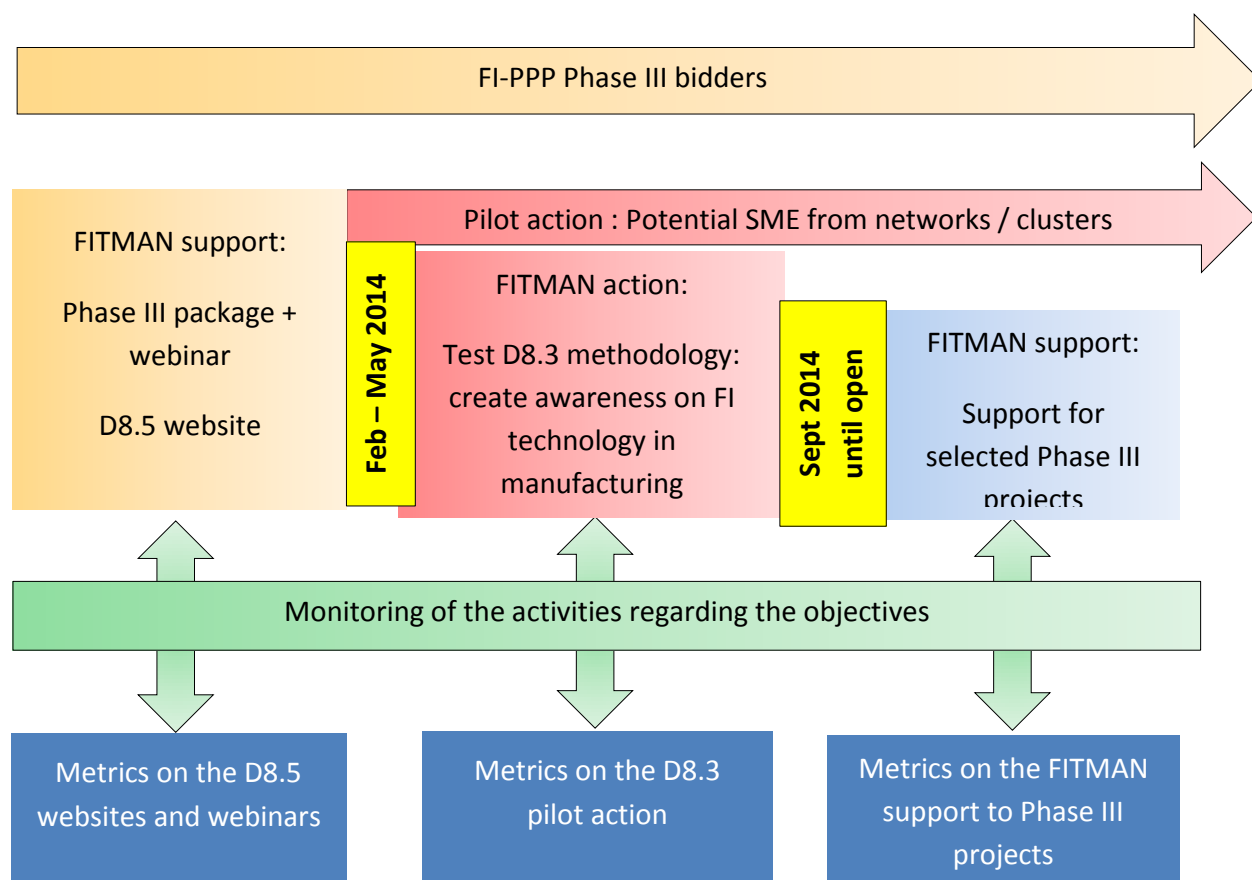 FI-PPP Phase III bidders
Pilot action : Potential SME from networks / clusters
FITMAN support:
Phase III package +
webinar
D8.5 website
Feb – May 2014
FITMAN action:
Test D8.3 methodology:
create awareness on FI
technology in
manufacturing
Sept 2014
until open
FITMAN support:
Support for
selected Phase III
projects
Monitoring of the activities regarding the objectives
Metrics on the D8.5
websites and webinars
Metrics on the D8.3
pilot action
Metrics on the FITMAN
support to Phase III
projects